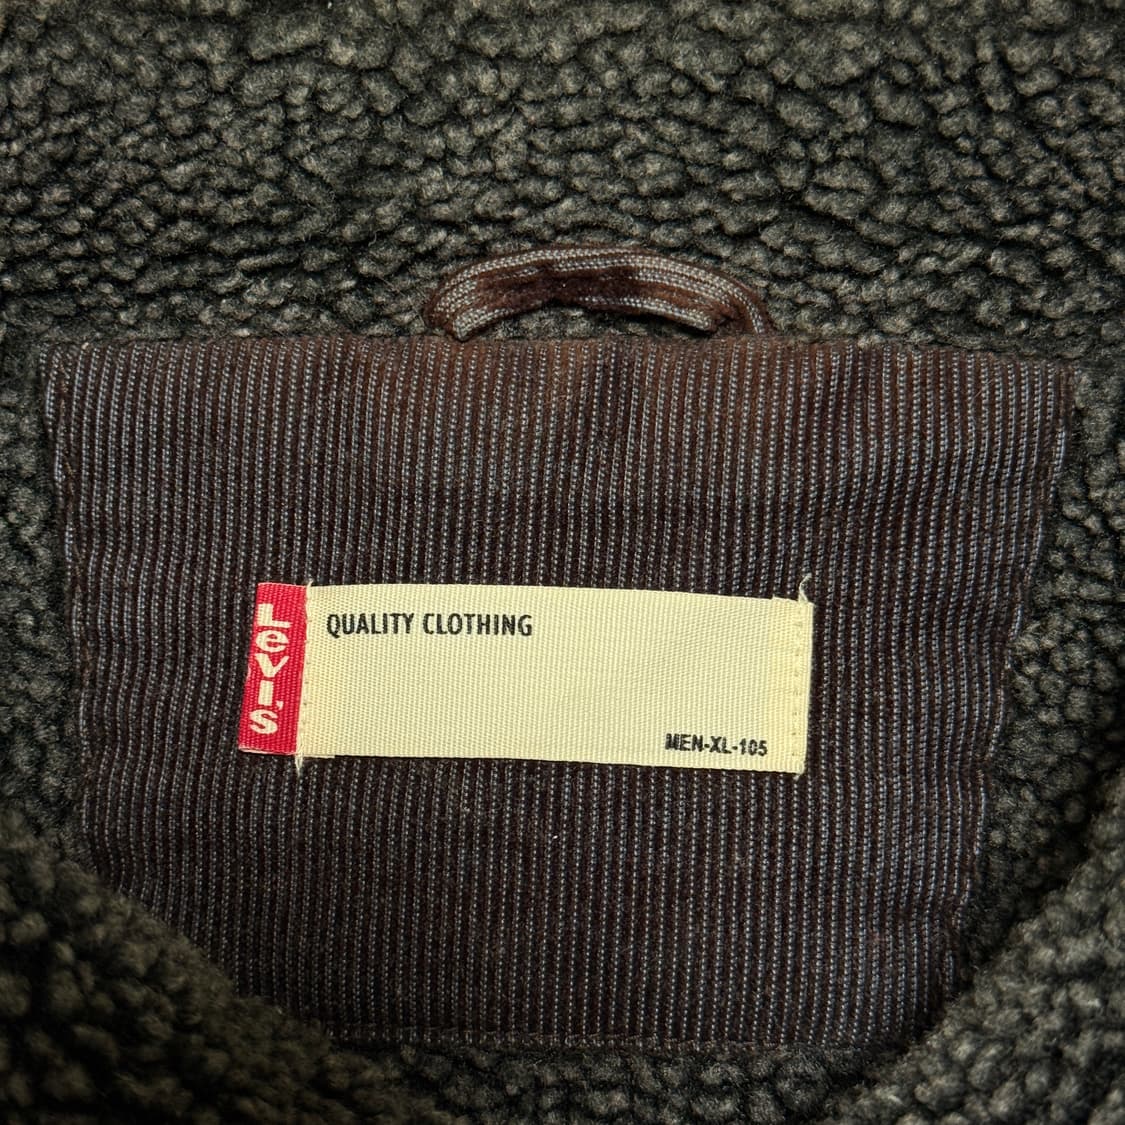 Levi's
QUALITY CLOTHING
MEN-XL-105